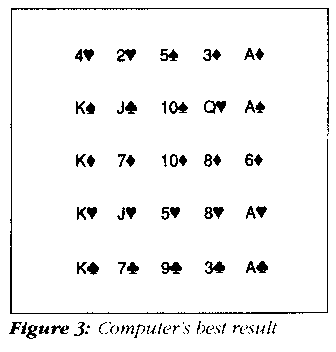 4♥ 2♥ 5♠ 3♦ A♦
K♠ J♠ 10♠ Q♥ A♠
K♦ 7♦ 10♦ 8♦ 6♦
K♥ J♥ 5♥ 8♥ A♥
K♣ 7♣ 9♣ 3♣ A♣
Figure 3: Computer's best result